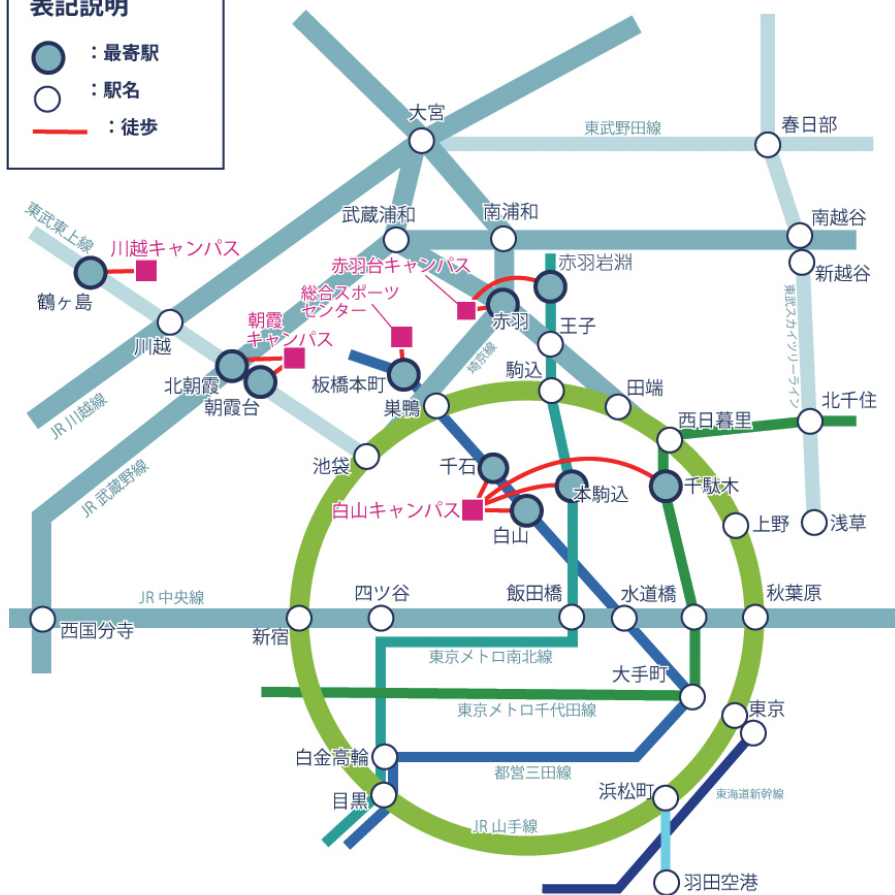 表記説明
：最寄駅
：駅名
：徒歩
大宮
東武野田線
春日部
武蔵浦和
南浦和
南越谷
新越谷
東武東上線
川越キャンパス
鶴ヶ島
赤羽台キャンパス
赤羽岩淵
総合スポーツ
センター
赤羽
東武スカイツリーライン
朝霞
キャンパス
王子
川越
埼京線
駒込
北朝霞
板橋本町
田端
朝霞台
巣鴨
北千住
JR 川越線
西日暮里
池袋
千石
JR 武蔵野線
本駒込
千駄木
白山キャンパス
白山
上野
浅草
JR 中央線
四ツ谷
飯田橋
水道橋
秋葉原
西国分寺
新宿
東京メトロ南北線
大手町
東京メトロ千代田線
東京
白金高輪
都営三田線
目黒
浜松町
東海道新幹線
JR 山手線
羽田空港